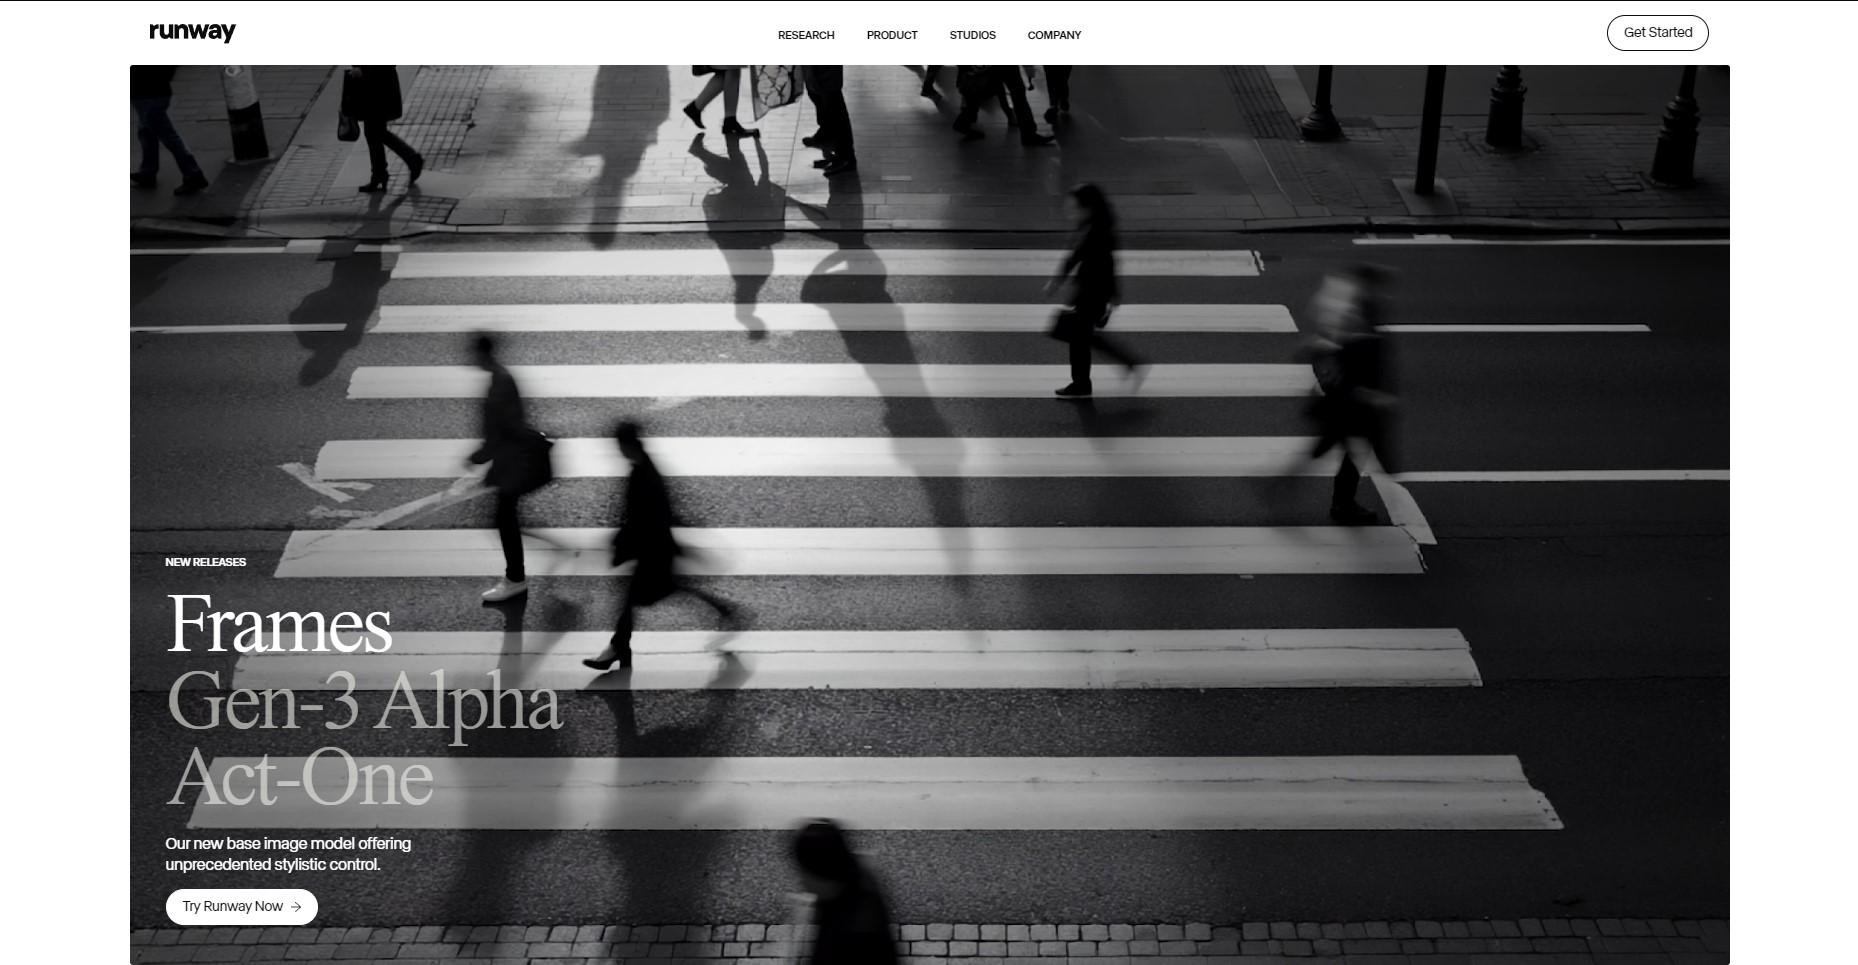 runway
RESEARCH
PRODUCT
STUDIOS
COMPANY
Get Started
NEW RELEASES
Frames
Gen-3 Alpha
Act-One
Our new base image model offering
unprecedented stylistic control.
Try Runway Now →